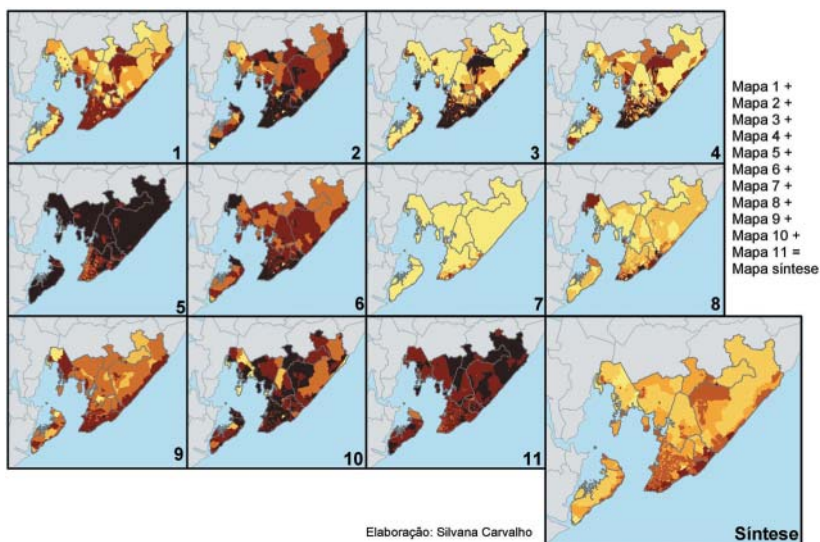 1
2
3
4
Mapa 1 +
Mapa 2 +
Mapa 3 +
Mapa 4 +
Mapa 5 +
Mapa 6 +
Mapa 7 +
Mapa 8 +
Mapa 9 +
Mapa 10 +
Mapa 11 =
Mapa síntese
5
6
7
8
9
10
11
Elaboração: Silvana Carvalho
Síntese